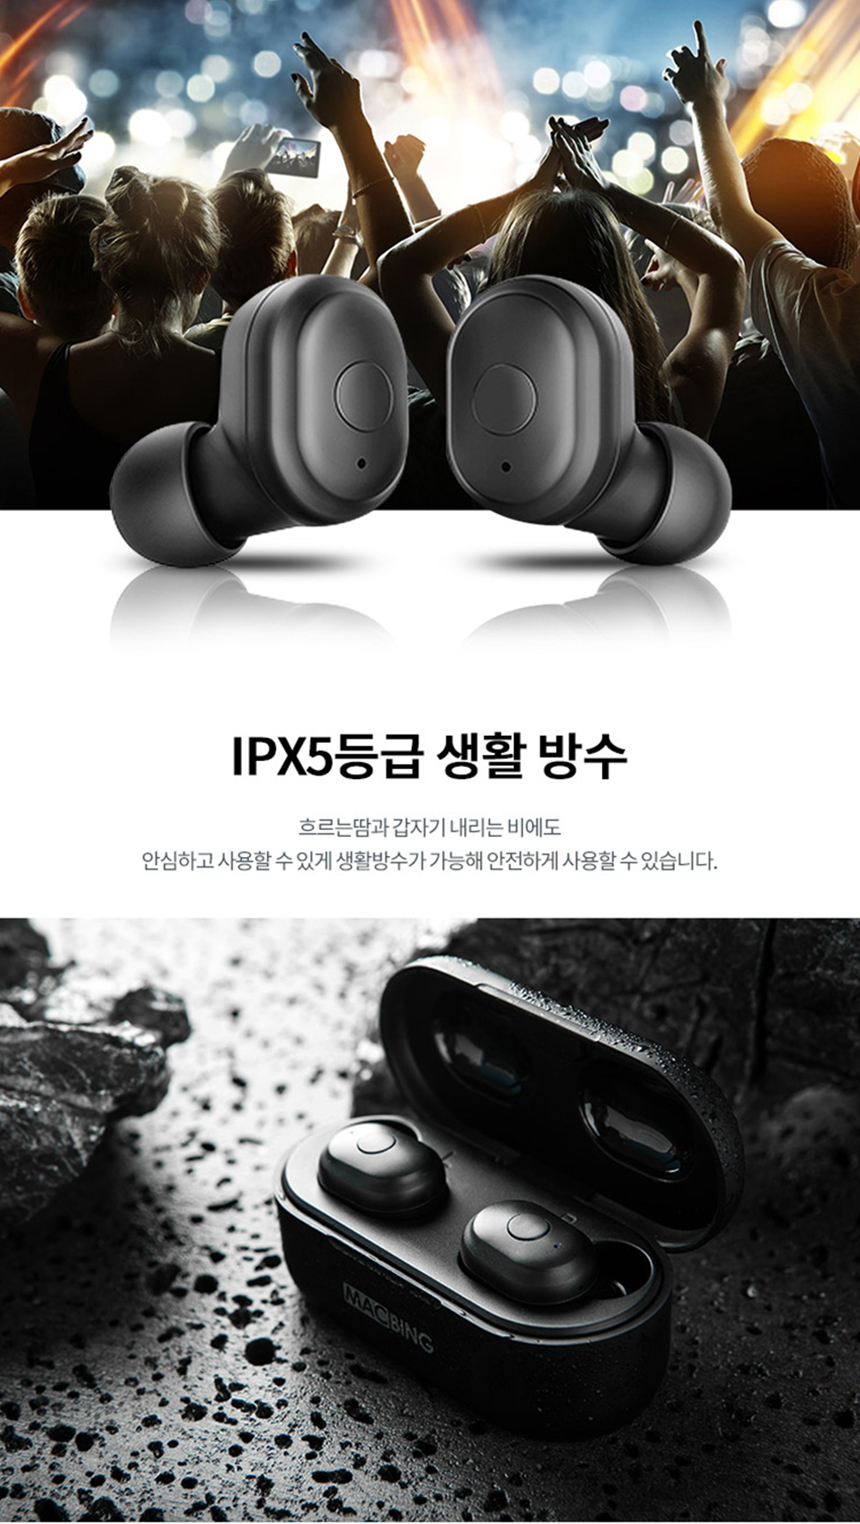 IPX5등급 생활 방수
흐르는땀과 갑자기 내리는 비에도
안심하고 사용할 수 있게 생활방수가 가능해 안전하게 사용할 수 있습니다.
MACBING